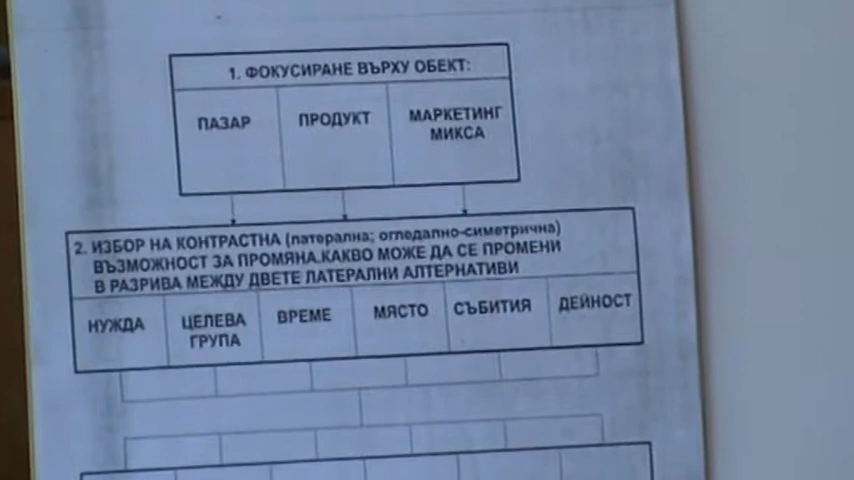 1. ФОКУСИРАНЕ ВЪРХУ ОБЕКТ:
ПАЗАР
ПРОДУКТ
МАРКЕТИНГ
МИКСА
2. ИЗБОР НА КОНТРАСТНА (латерална; огледално-симетрична)
ВЪЗМОЖНОСТ ЗА ПРОМЯНА.КАКВО МОЖЕ ДА СЕ ПРОМЕНИ
В РАЗРИВА МЕЖДУ ДВЕТЕ ЛАТЕРАЛНИ АЛТЕРНАТИВИ
НУЖДА
ЦЕЛЕВА
ГРУПА
ВРЕМЕ
МЯСТО
СЪБИТИЯ
ДЕЙНОСТ